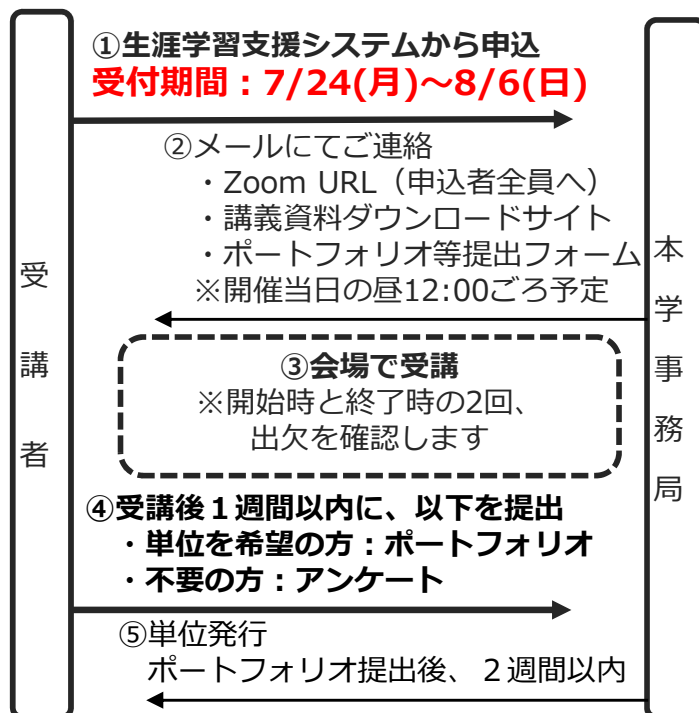 ①生涯学習支援システムから申込
受付期間：7/24(月)～8/6(日)
②メールにてご連絡
・Zoom URL（申込者全員へ）
・講義資料ダウンロードサイト
・ポートフォリオ等提出フォーム
※開催当日の昼12:00ごろ予定
受講者
本学事務局
③会場で受講
※開始時と終了時の2回、
出欠を確認します
④受講後１週間以内に、以下を提出
・単位を希望の方：ポートフォリオ
・不要の方：アンケート
⑤単位発行
ポートフォリオ提出後、２週間以内